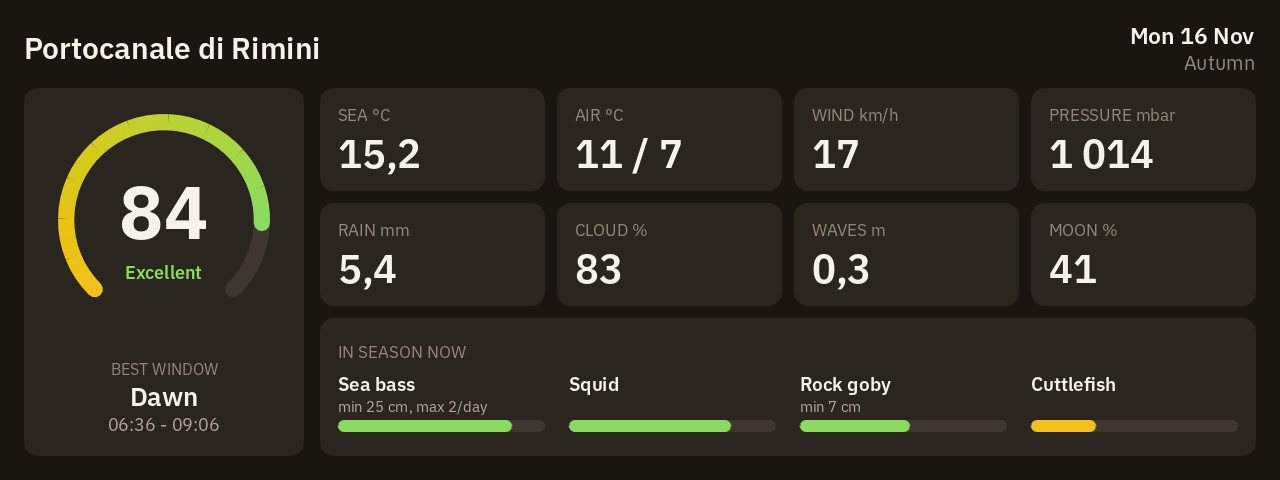 Portocanale di Rimini
Mon 16 Nov
Autumn
84
Excellent
BEST WINDOW
Dawn
06:36 - 09:06
SEA °C
15,2
AIR °C
11 / 7
WIND km/h
17
PRESSURE mbar
1 014
RAIN mm
5,4
CLOUD %
83
WAVES m
0,3
MOON %
41
IN SEASON NOW
Sea bass
min 25 cm, max 2/day
Squid
Rock goby
min 7 cm
Cuttlefish